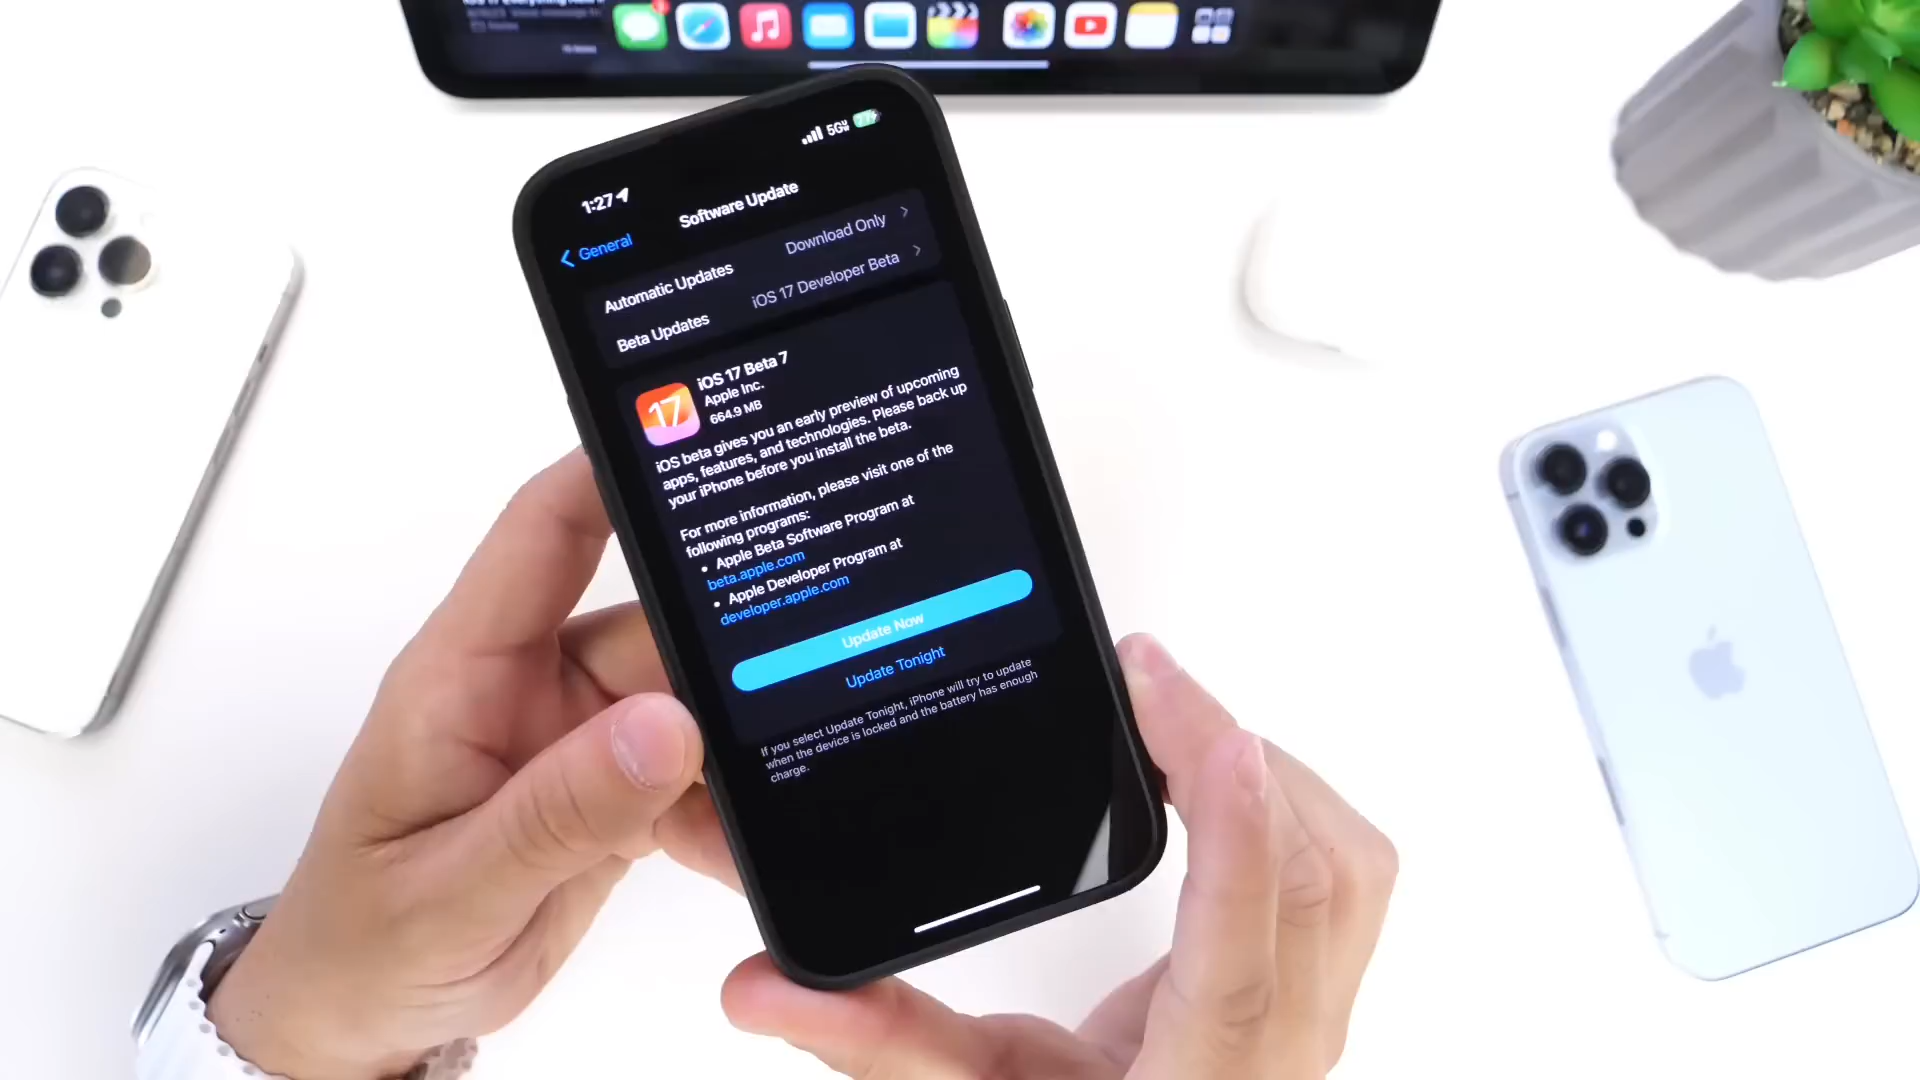 1:27
5G
Software Update
General
Automatic Updates
Download Only
Beta Updates
iOS 17 Developer Beta
17
iOS 17 Beta 7
Apple Inc.
664.9 MB
iOS beta gives you an early preview of upcoming
apps, features, and technologies. Please back up
your iPhone before you install the beta.
For more information, please visit one of the
following programs:
• Apple Beta Software Program at
beta.apple.com
• Apple Developer Program at
developer.apple.com
Update Now
Update Tonight
If you select Update Tonight, iPhone will try to update
when the device is locked and the battery has enough
charge.